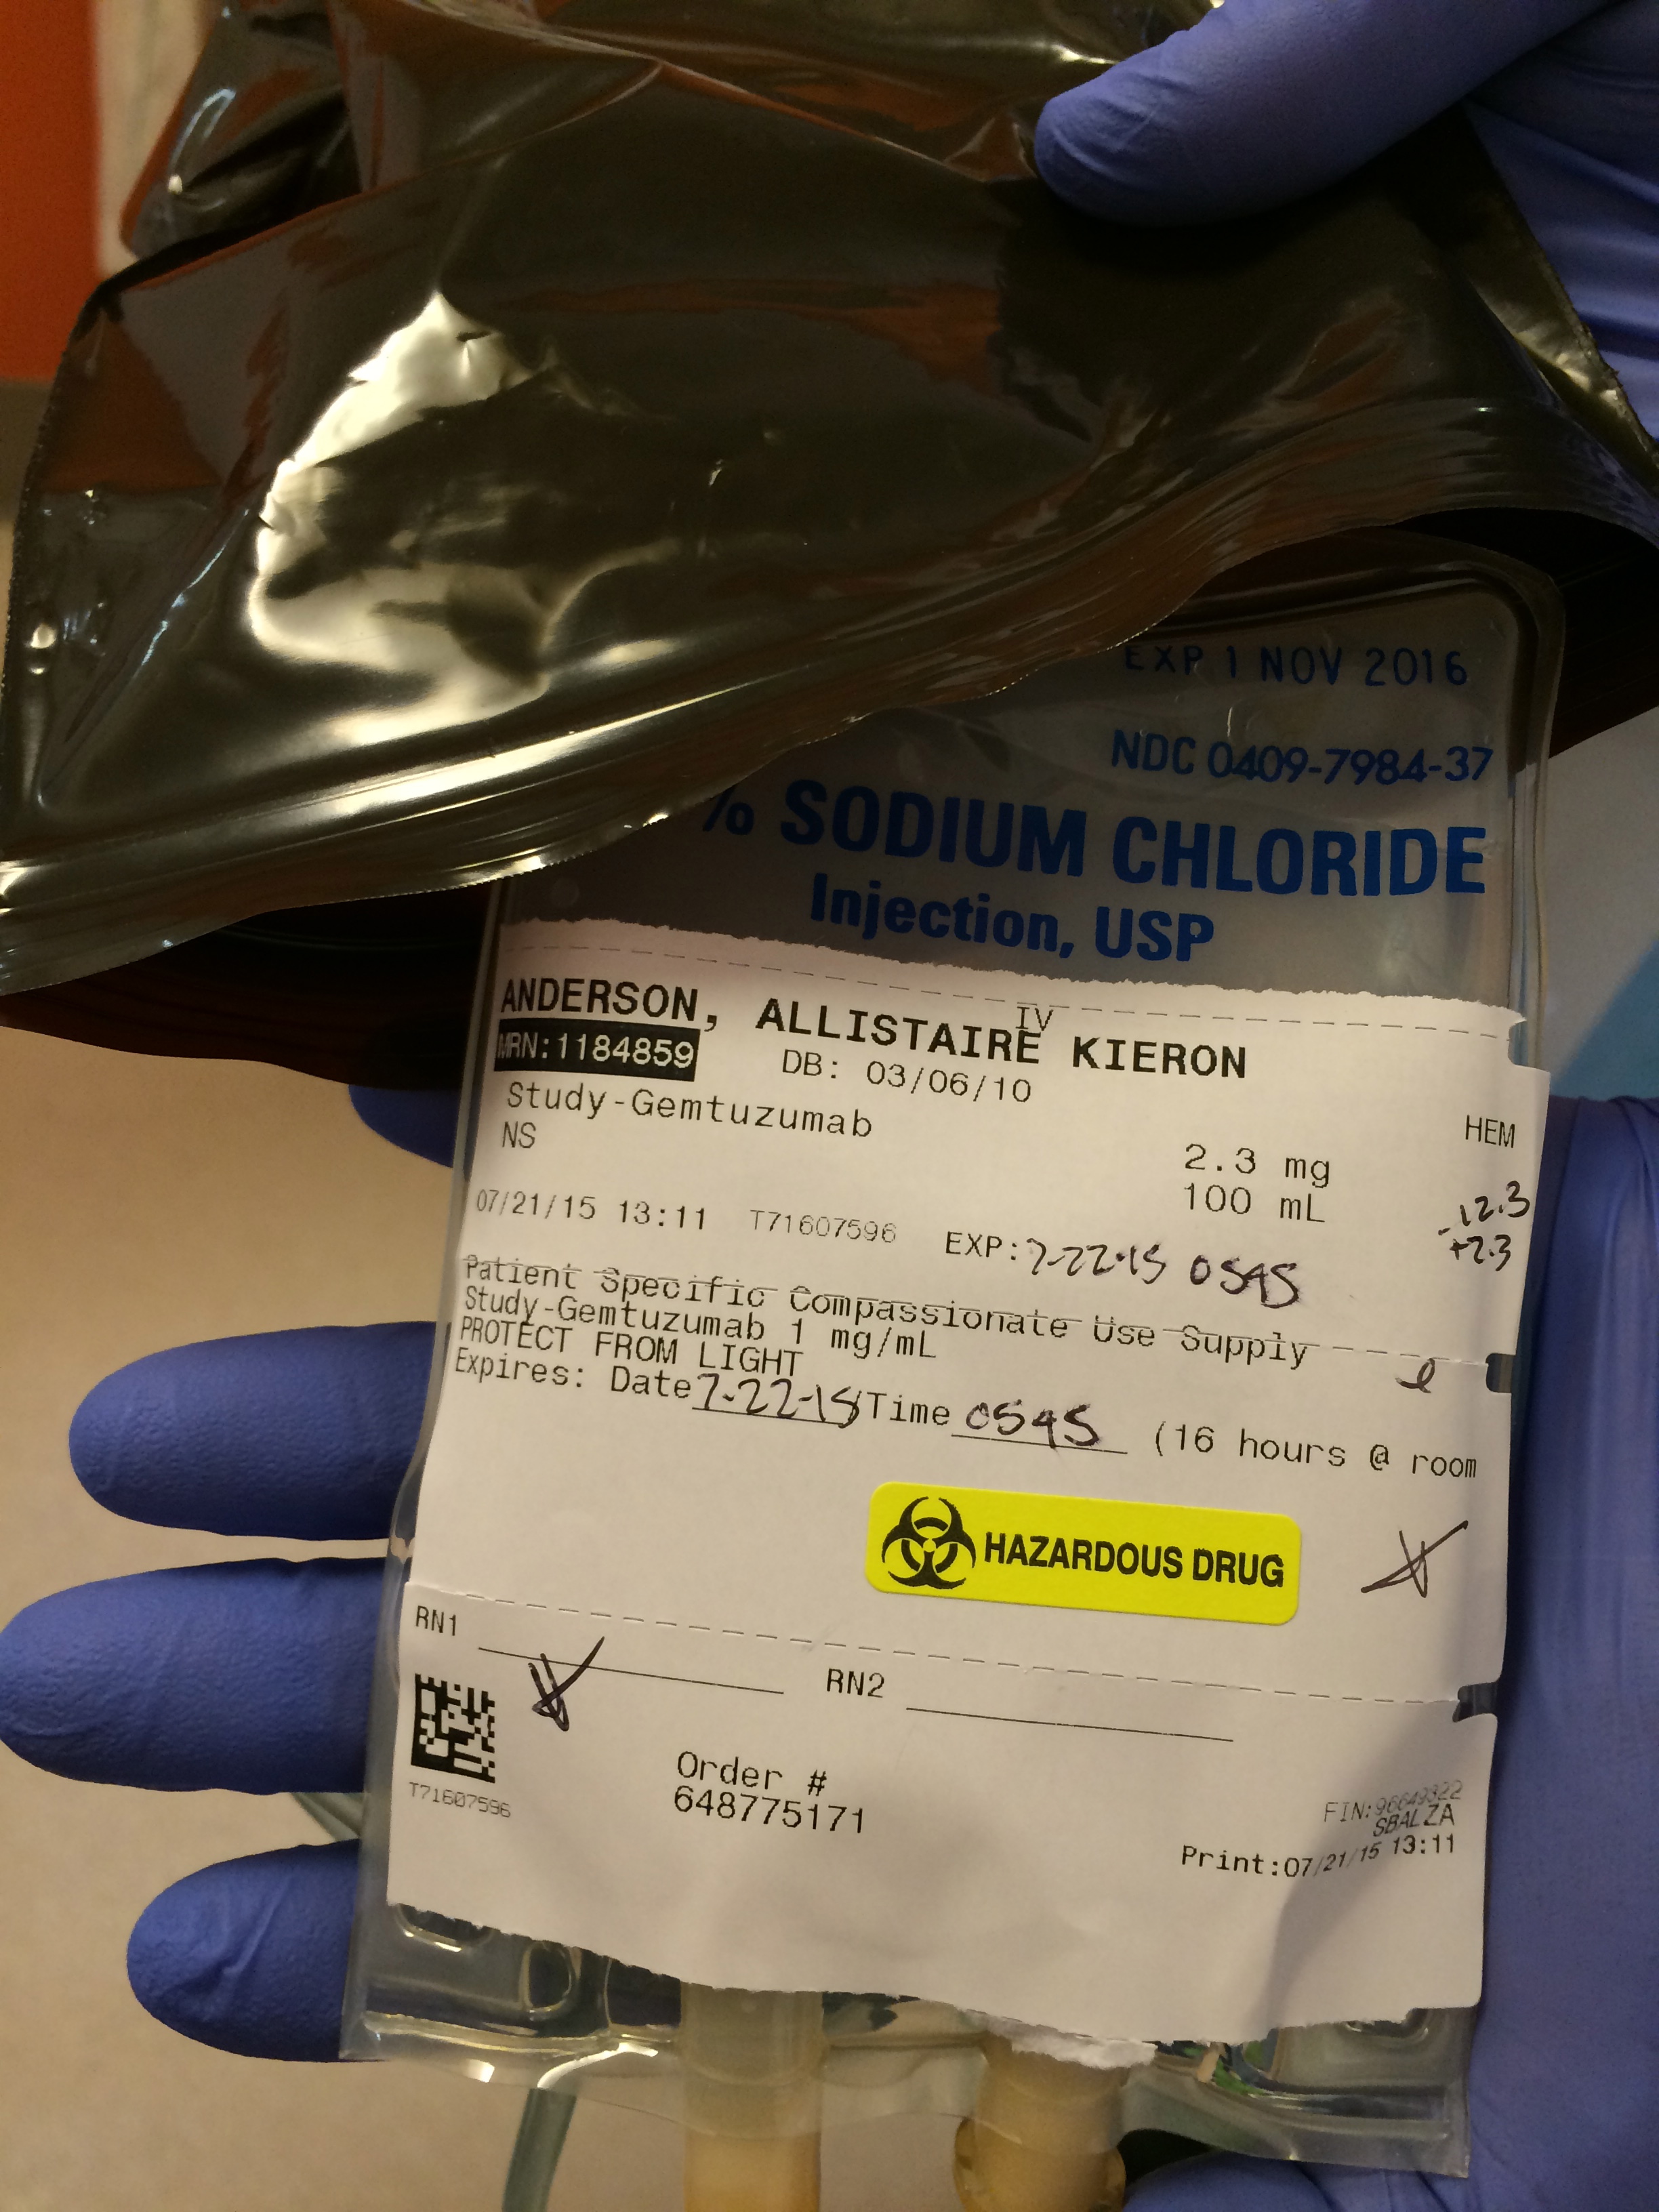 EXP 1 NOV 2016
NDC 0409-7984-37
% SODIUM CHLORIDE
Injection, USP
IV
ANDERSON, ALLISTAIRE KIERON
MRN:1184859 DB: 03/06/10
Study-Gemtuzumab 2.3 mg HEM
NS 100 mL
-12.3
+2.3
07/21/15 13:11 T71607596 EXP: 7-22-15 0545
Patient Specific Compassionate Use Supply
Study-Gemtuzumab 1 mg/mL
PROTECT FROM LIGHT
Expires: Date 7-22-15 Time 0545 (16 hours @ room
HAZARDOUS DRUG
RN1 RN2
T71607596
Order #
648775171
FIN:96649322
SBALZA
Print:07/21/15 13:11